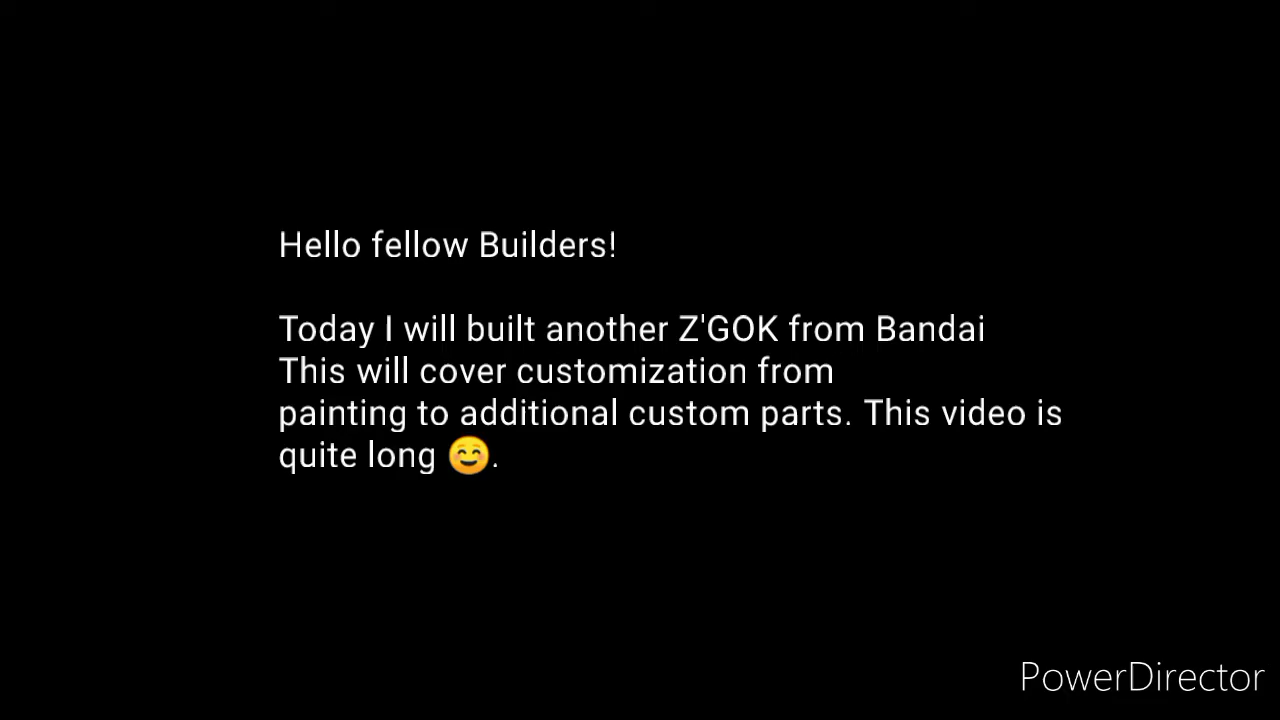 Hello fellow Builders!
Today I will built another Z'GOK from Bandai
This will cover customization from
painting to additional custom parts. This video is
quite long ☺️.
PowerDirector